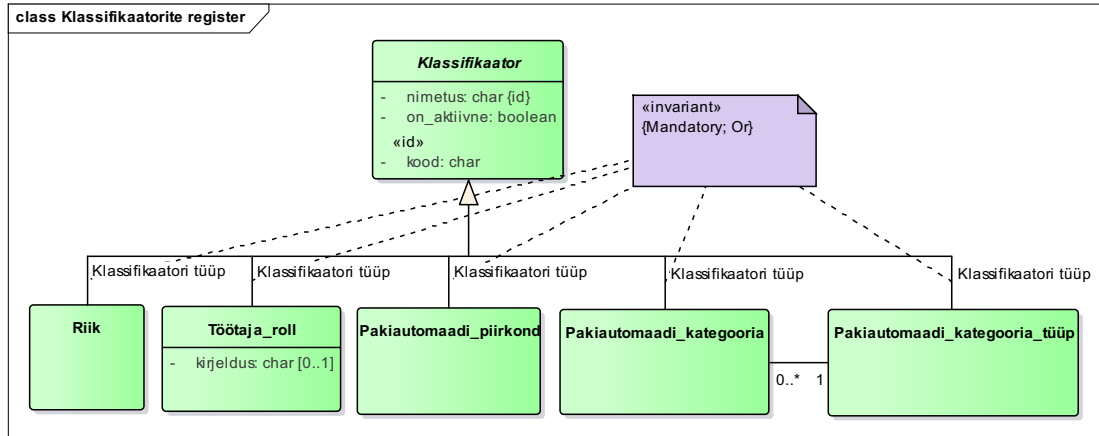 class Klassifikaatorite register
Klassifikaator
- nimetus: char {id}
- on_aktiivne: boolean
«id»
- kood: char
«invariant»
{Mandatory; Or}
Klassifikaatori tüüp
Klassifikaatori tüüp
Klassifikaatori tüüp
Klassifikaatori tüüp
Klassifikaatori tüüp
Riik
Töötaja_roll
- kirjeldus: char [0..1]
Pakiautomaadi_piirkond
Pakiautomaadi_kategooria
Pakiautomaadi_kategooria_tüüp
0..* 1